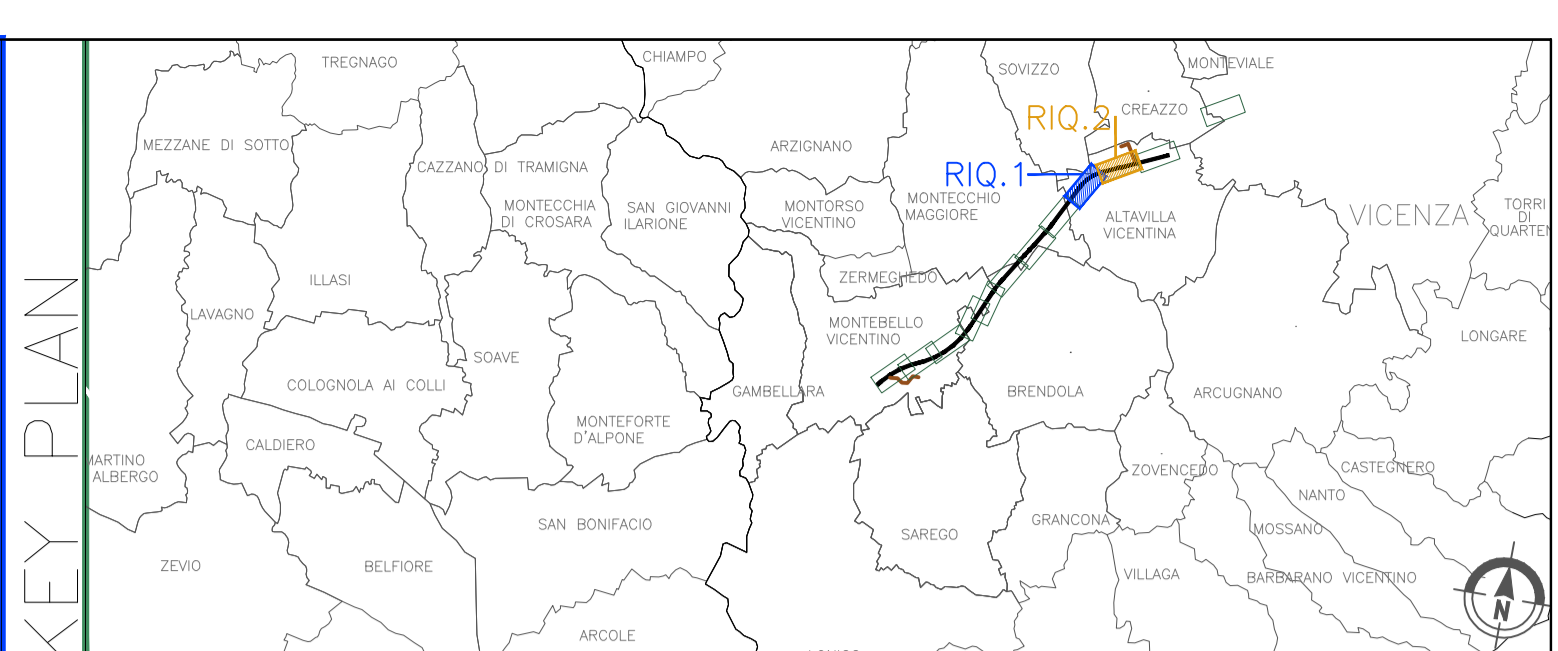 KEY PLAN
TREGNAGO
CHIAMPO
SOVIZZO
MONTEVIALE
MEZZANE DI SOTTO
CAZZANO DI TRAMIGNA
ARZIGNANO
RIQ.2
CREAZZO
RIQ.1
MONTECCHIA
DI CROSARA
SAN GIOVANNI
ILARIONE
MONTORSO
VICENTINO
MONTECCHIO
MAGGIORE
ALTAVILLA
VICENTINA
VICENZA
TORRI
DI
QUARTE
ILLASI
ZERMEGHEDO
LAVAGNO
MONTEBELLO
VICENTINO
LONGARE
SOAVE
COLOGNOLA AI COLLI
GAMBELLARA
BRENDOLA
ARCUGNANO
MONTEFORTE
D'ALPONE
CALDIERO
MARTINO
ALBERGO
ZOVENCEDO
CASTEGNERO
NANTO
SAN BONIFACIO
SAREGO
GRANCONA
MOSSANO
ZEVIO
BELFIORE
VILLAGA
BARBARANO VICENTINO
N
ARCOLE